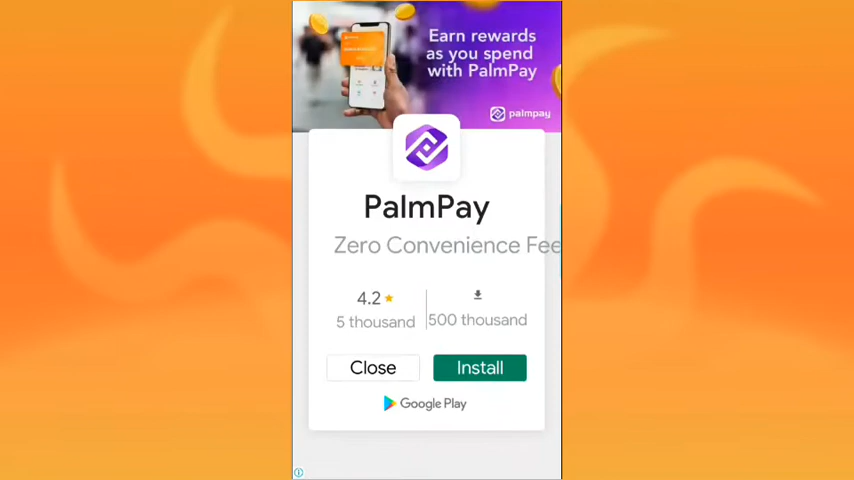 Earn rewards
as you spend
with PalmPay
palmpay
PalmPay
Zero Convenience Fee
4.2
5 thousand
500 thousand
Close
Install
Google Play